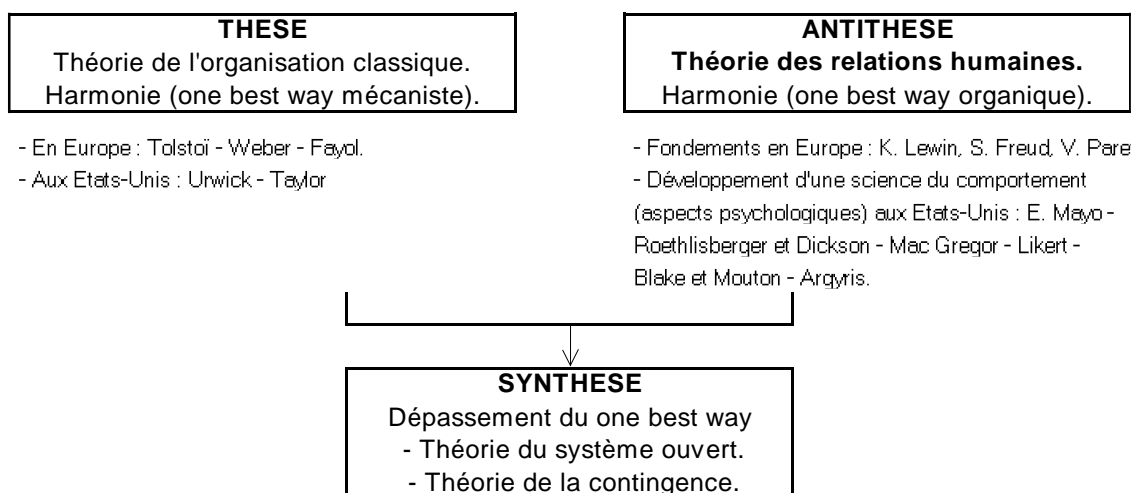 THESE
Théorie de l'organisation classique.
Harmonie (one best way mécaniste).
- En Europe : Tolstoï - Weber - Fayol.
- Aux Etats-Unis : Urwick - Taylor
ANTITHESE
Théorie des relations humaines.
Harmonie (one best way organique).
- Fondements en Europe : K. Lewin, S. Freud, V. Pare
- Développement d'une science du comportement
(aspects psychologiques) aux Etats-Unis : E. Mayo -
Roethlisberger et Dickson - Mac Gregor - Likert -
Blake et Mouton - Argyris.
SYNTHESE
Dépassement du one best way
- Théorie du système ouvert.
- Théorie de la contingence.